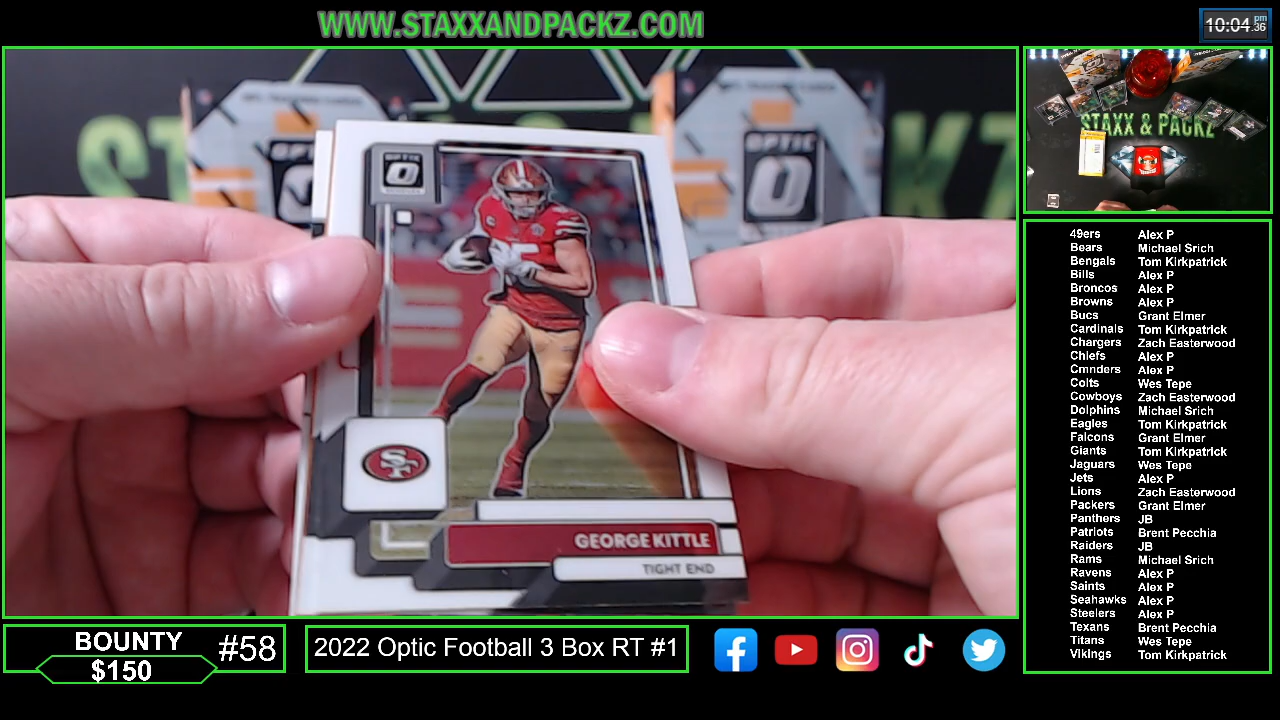 WWW.STAXXANDPACKZ.COM
10:04 pm .36
OPTIC
OPTIC
OPTIC
STAXX & PACKZ
SF
GEORGE KITTLE
TIGHT END
49ers Alex P
Bears Michael Srich
Bengals Tom Kirkpatrick
Bills Alex P
Broncos Alex P
Browns Alex P
Bucs Grant Elmer
Cardinals Tom Kirkpatrick
Chargers Zach Easterwood
Chiefs Alex P
Cmnders Alex P
Colts Wes Tepe
Cowboys Zach Easterwood
Dolphins Michael Srich
Eagles Tom Kirkpatrick
Falcons Grant Elmer
Giants Tom Kirkpatrick
Jaguars Wes Tepe
Jets Alex P
Lions Zach Easterwood
Packers Grant Elmer
Panthers JB
Patriots Brent Pecchia
Raiders JB
Rams Michael Srich
Ravens Alex P
Saints Alex P
Seahawks Alex P
Steelers Alex P
Texans Brent Pecchia
Titans Wes Tepe
Vikings Tom Kirkpatrick
BOUNTY
$150
#58
2022 Optic Football 3 Box RT #1